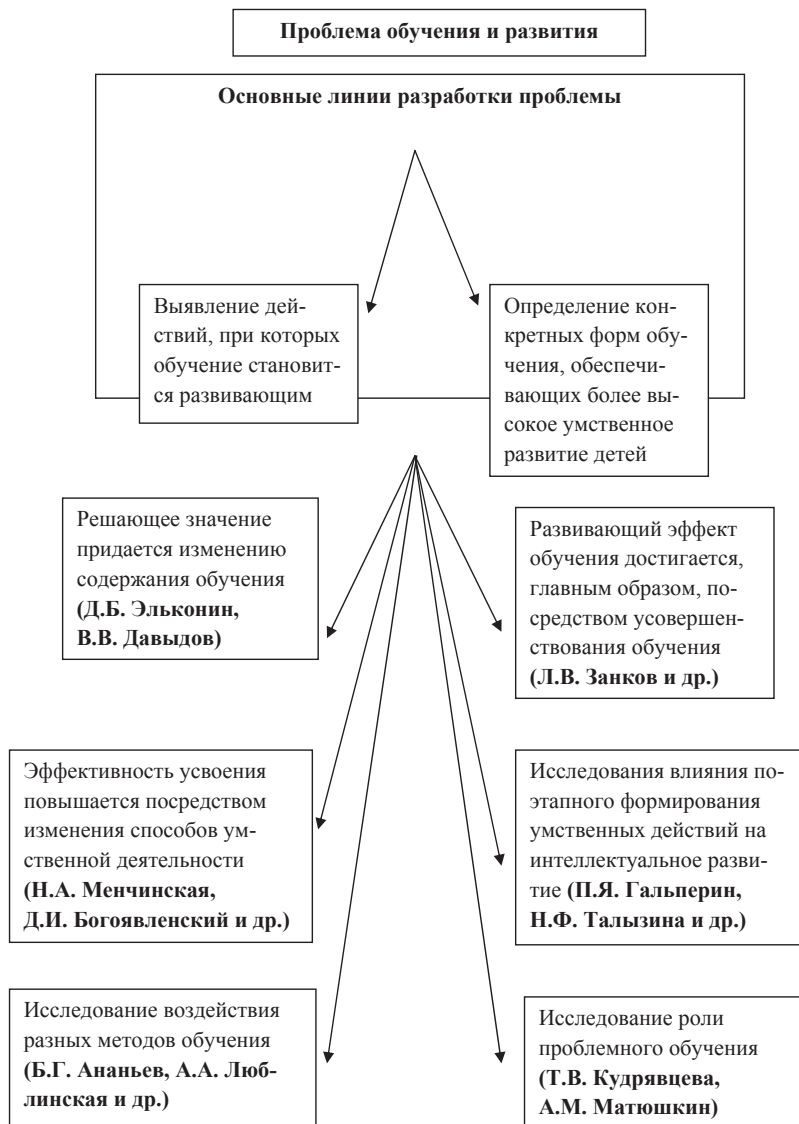 Проблема обучения и развития
Основные линии разработки проблемы
Выявление дей-
ствий, при которых
обучение становит-
ся развивающим
Определение кон-
кретных форм обу-
чения, обеспечи-
вающих более вы-
сокое умственное
развитие детей
Решающее значение
придается изменению
содержания обучения
(Д.Б. Эльконин,
В.В. Давыдов)
Развивающий эффект
обучения достигается,
главным образом, по-
средством усовершен-
ствования обучения
(Л.В. Занков и др.)
Эффективность усвоения
повышается посредством
изменения способов ум-
ственной деятельности
(Н.А. Менчинская,
Д.И. Богоявленский и др.)
Исследования влияния по-
этапного формирования
умственных действий на
интеллектуальное разви-
тие (П.Я. Гальперин,
Н.Ф. Талызина и др.)
Исследование воздействия
разных методов обучения
(Б.Г. Ананьев, А.А. Люб-
линская и др.)
Исследование роли
проблемного обучения
(Т.В. Кудрявцева,
А.М. Матюшкин)